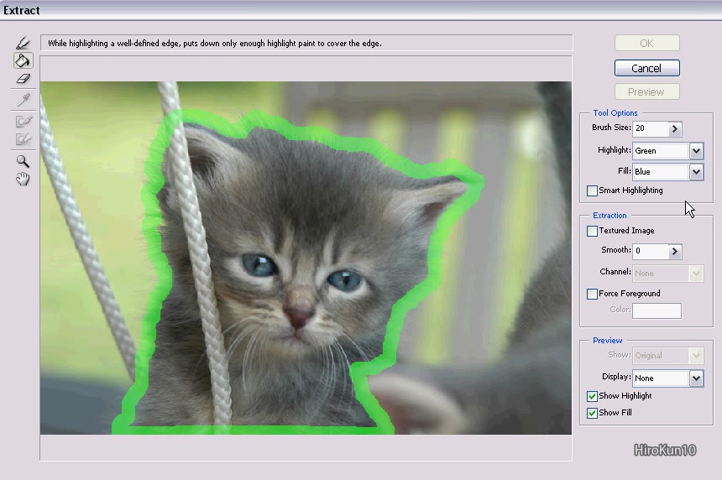 Extract
While highlighting a well-defined edge, puts down only enough highlight paint to cover the edge.
OK
Cancel
Preview
Tool Options
Brush Size: 20
Highlight: Green
Fill: Blue
Smart Highlighting
Extraction
Textured Image
Smooth: 0
Channel: None
Force Foreground
Color:
Preview
Show: Original
Display: None
Show Highlight
Show Fill
HiroKun10